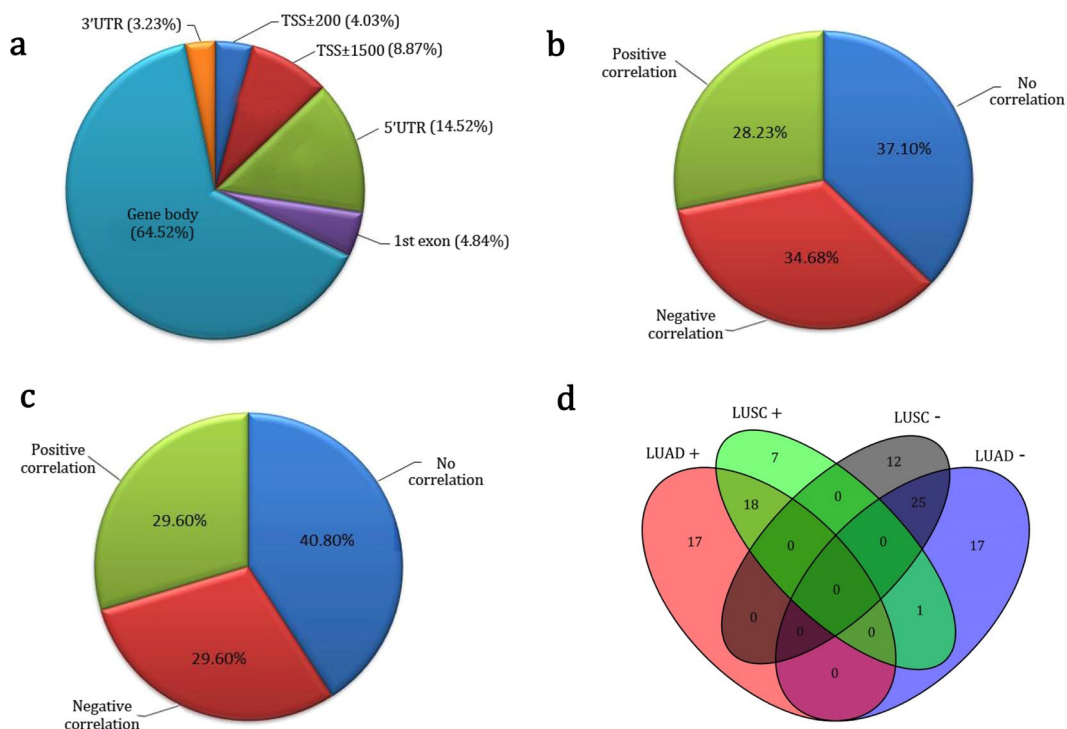 a
3'UTR (3.23%)
TSS±200 (4.03%)
TSS±1500 (8.87%)
5'UTR (14.52%)
1st exon (4.84%)
Gene body
(64.52%)
b
Positive
correlation
No
correlation
28.23%
37.10%
34.68%
Negative
correlation
c
Positive
correlation
No
correlation
29.60%
40.80%
29.60%
Negative
correlation
d
LUSC +
LUSC -
LUAD +
LUAD -
7
12
18
0
25
17
0
0
17
0
0
0
0
1
0